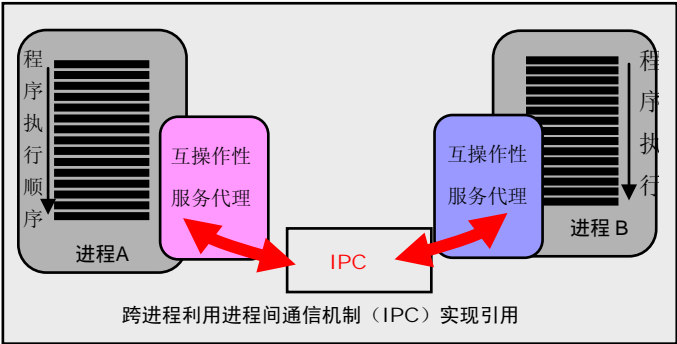 程序执行顺序
进程A
互操作性
服务代理
IPC
互操作性
服务代理
程序执行
进程 B
跨进程利用进程间通信机制（IPC）实现引用